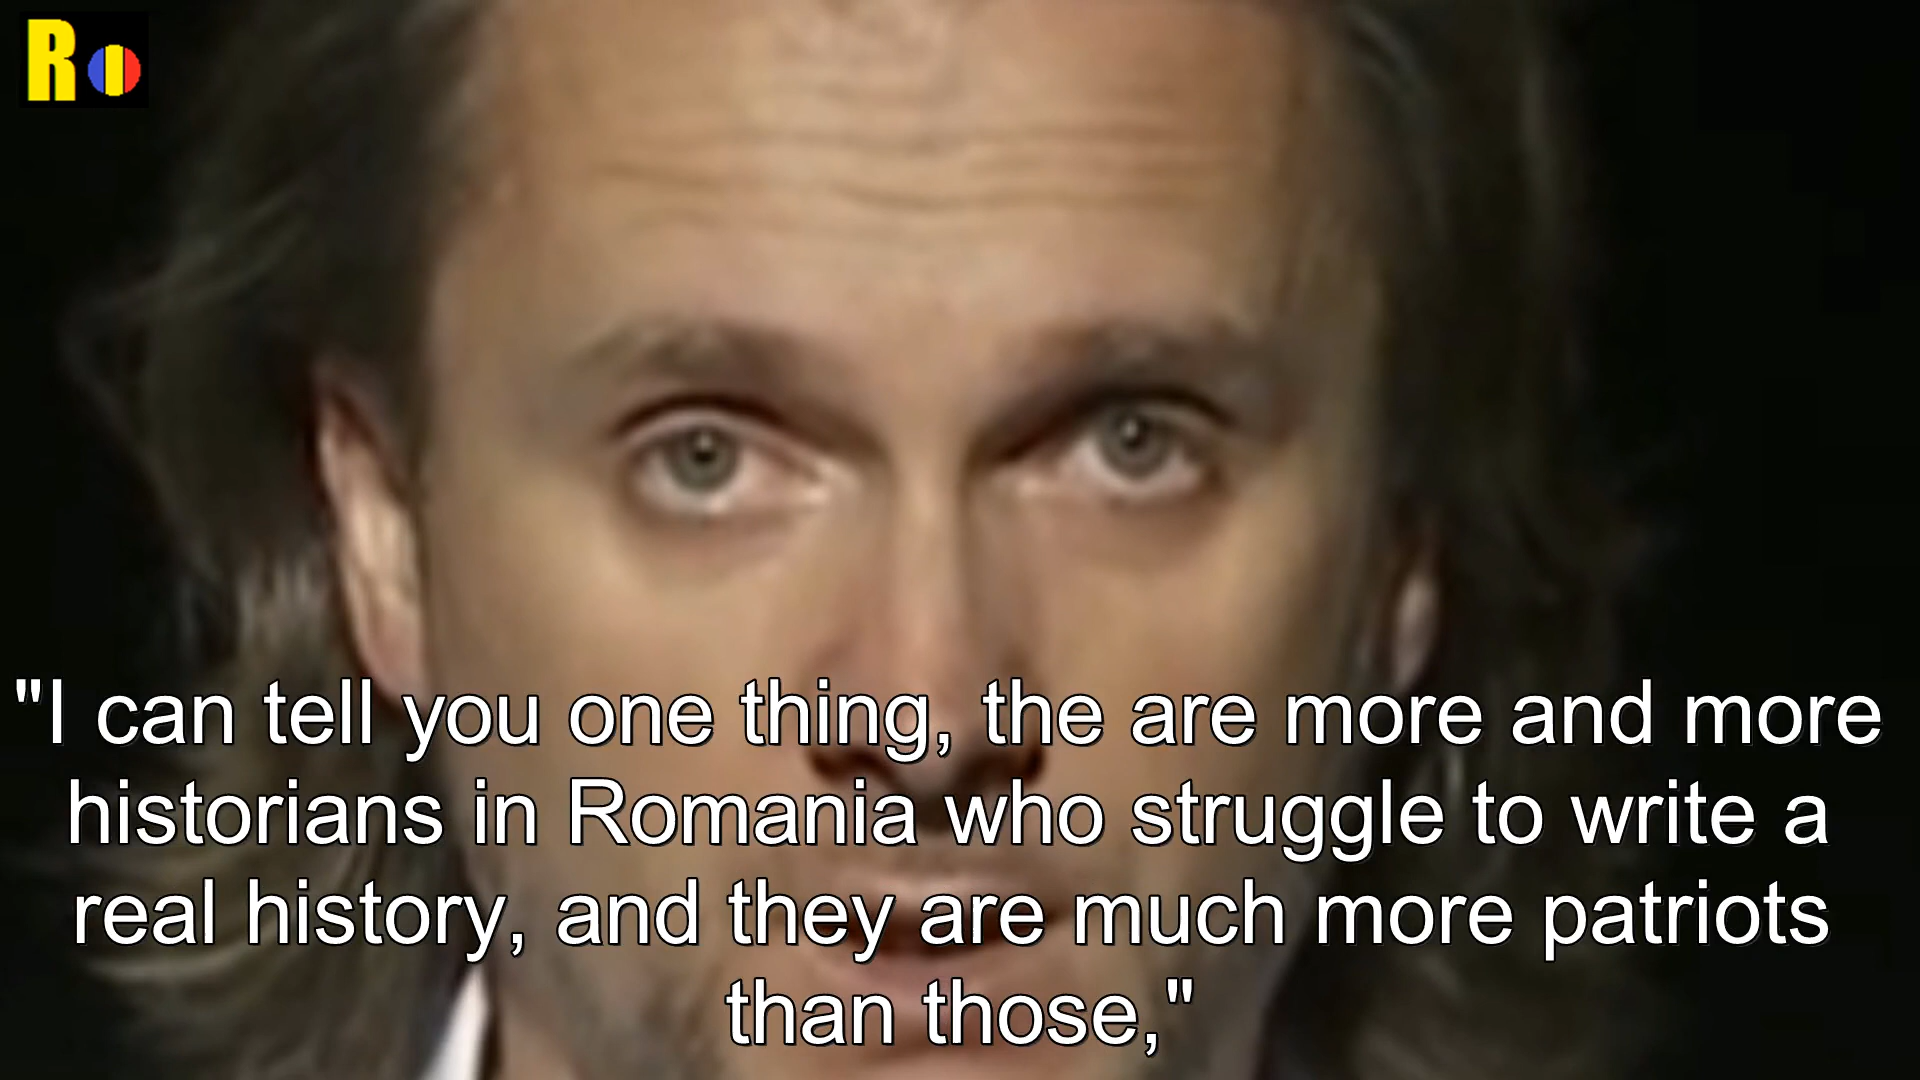 R
"I can tell you one thing, the are more and more
historians in Romania who struggle to write a
real history, and they are much more patriots
than those,"